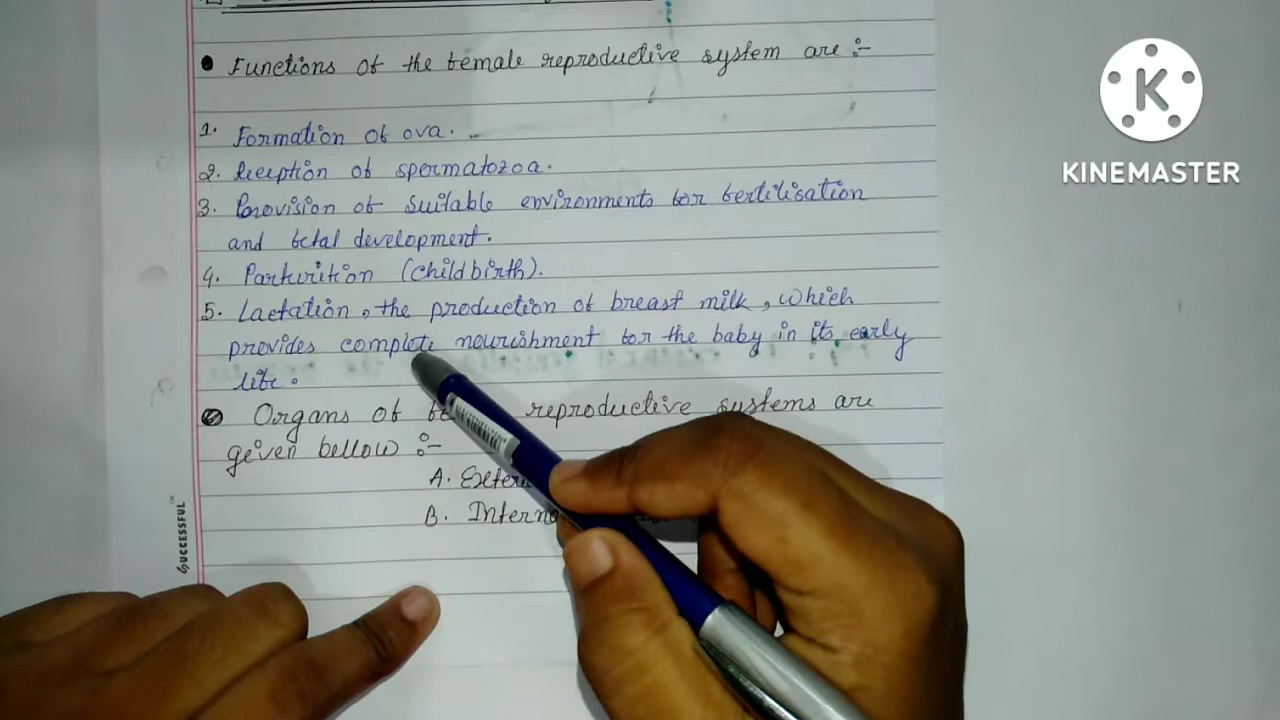 Functions of the female reproductive system are :-
1. Formation of ova.
2. Reception of spermatozoa.
3. Provision of suitable environments for fertilisation
and fetal development.
4. Parturition (childbirth).
5. Lactation, the production of breast milk, which
provides complete nourishment for the baby in its early
life.
Organs of reproductive systems are
given bellow :-
A.
B.
SUCCESSFUL
K
KINEMASTER